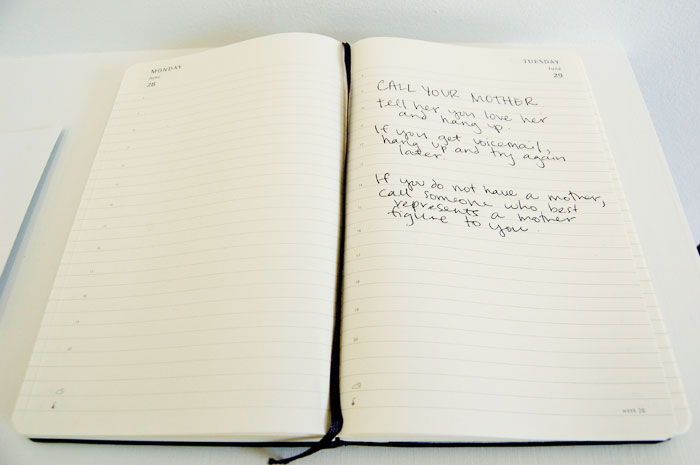 MONDAY
June
28
TUESDAY
June
29
CALL YOUR MOTHER
tell her you love her
and hang up.
If you get voicemail,
hang up and try again
later
If you do not have a mother,
call someone who best
represents a mother
figure to you.
week 26